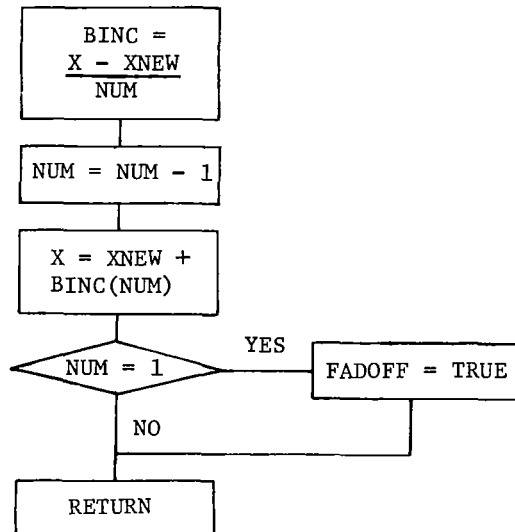 BINC =
X - XNEW
NUM
NUM = NUM - 1
X = XNEW +
BINC(NUM)
NUM = 1
YES
FADOFF = TRUE
NO
RETURN